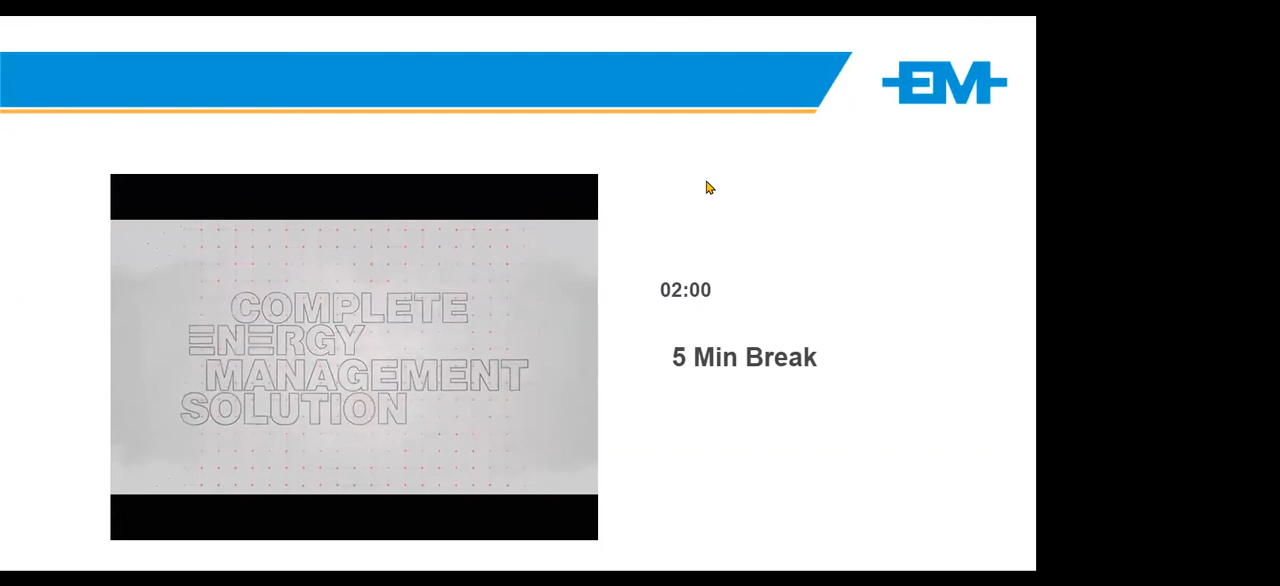 EM
COMPLETE
ENERGY
MANAGEMENT
SOLUTION
02:00
5 Min Break